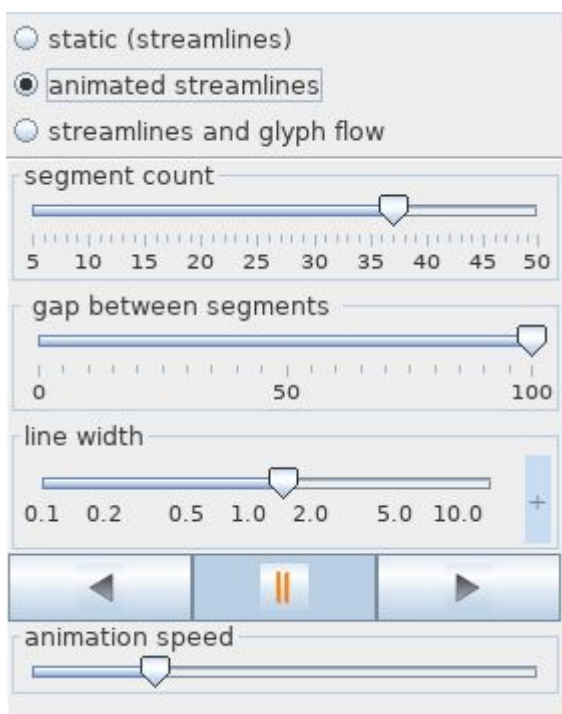 static (streamlines)
animated streamlines
streamlines and glyph flow
segment count
5 10 15 20 25 30 35 40 45 50
gap between segments
0 50 100
line width
0.1 0.2 0.5 1.0 2.0 5.0 10.0
+
animation speed